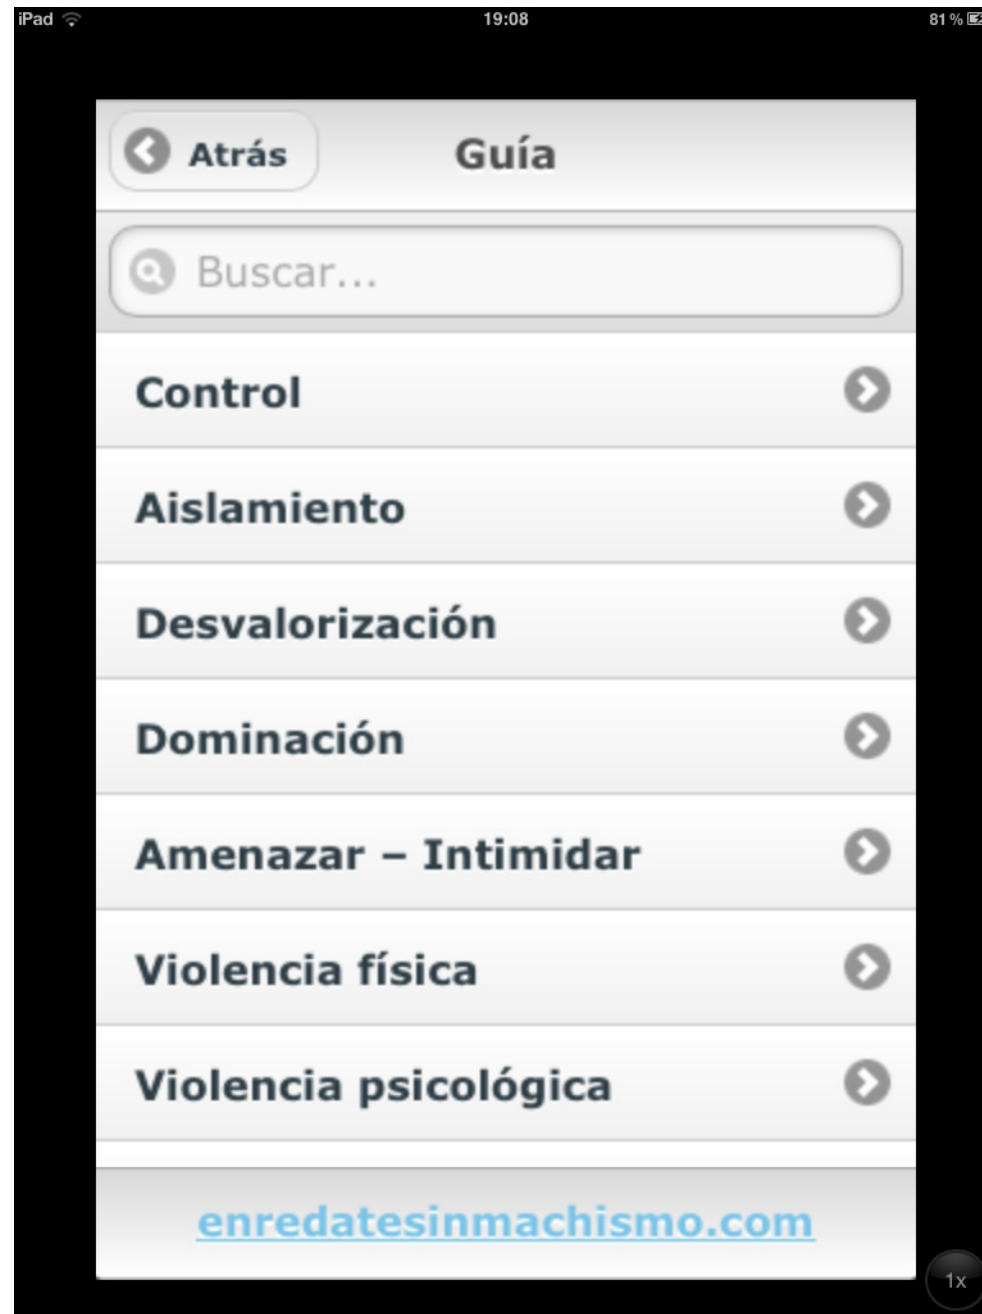 iPad 19:08 81 %
Atrás Guía
Buscar...
Control
Aislamiento
Desvalorización
Dominación
Amenazar – Intimidar
Violencia física
Violencia psicológica
enredatesinmachismo.com
1x